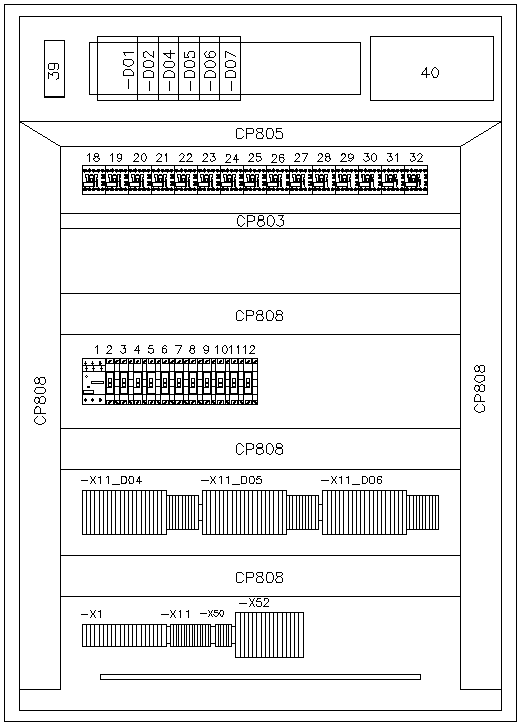 39
-D01
-D02
-D04
-D05
-D06
-D07
40
CP805
18 19 20 21 22 23 24 25 26 27 28 29 30 31 32
CP803
CP808
1 2 3 4 5 6 7 8 9 10 11 12
CP808
CP808
CP808
-X11_D04 -X11_D05 -X11_D06
CP808
-X1 -X11 -X50 -X52